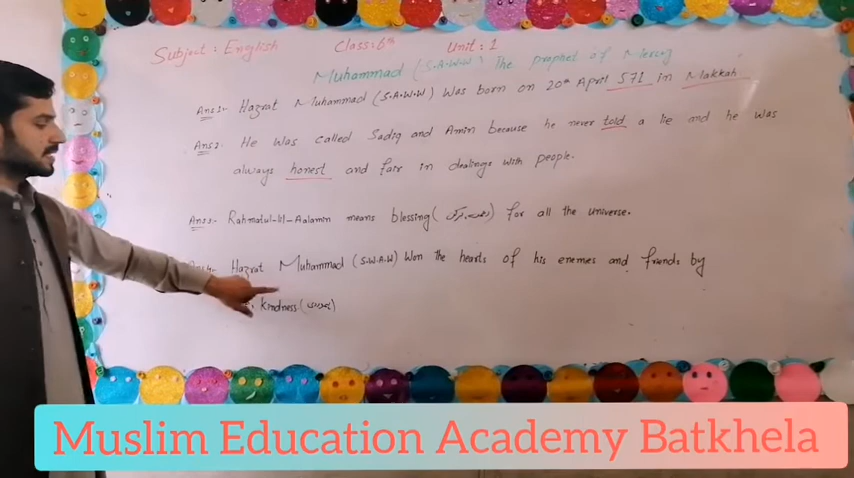 Subject : English Class: 6th Unit : 1
Muhammad (S.A.W.W) The prophet of Mercy
Ans1:- Hazrat Muhammad (S.A.W.W) was born on 20th April 571 in Makkah
Ans2. He was called Sadiq and Amin because he never told a lie and he was
always honest and fair in dealings with people.
Ans3:- Rahmatul-lil-Aalamin means blessing( ) for all the universe.
Hazrat Muhammad (S.W.A.W) Won the hearts of his enemies and friends by
kindness( )
Muslim Education Academy Batkhela